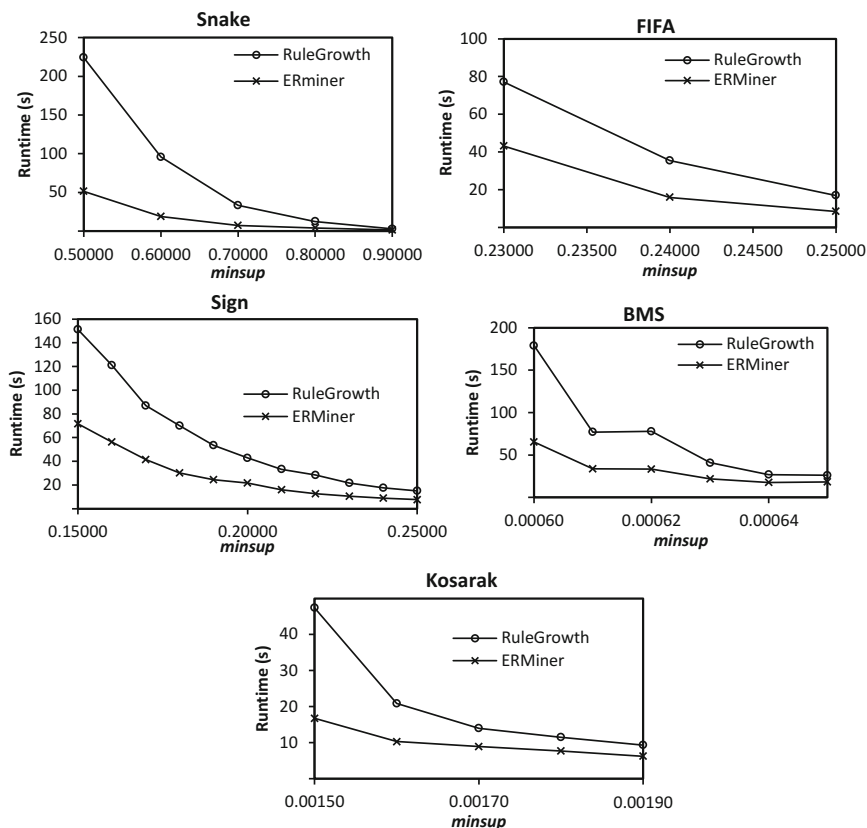 Snake
250
200
150
100
50
Runtime (s)
RuleGrowth
ERminer
0.50000 0.60000 0.70000 0.80000 0.90000
minsup
FIFA
100
80
60
40
20
Runtime (s)
RuleGrowth
ERMiner
0.23000 0.23500 0.24000 0.24500 0.25000
minsup
Sign
160
140
120
100
80
60
40
20
Runtime (s)
RuleGrowth
ERMiner
0.15000 0.20000 0.25000
minsup
BMS
200
150
100
50
Runtime (s)
RuleGrowth
ERMiner
0.00060 0.00062 0.00064
minsup
Kosarak
40
30
20
10
Runtime (s)
RuleGrowth
ERMiner
0.00150 0.00170 0.00190
minsup